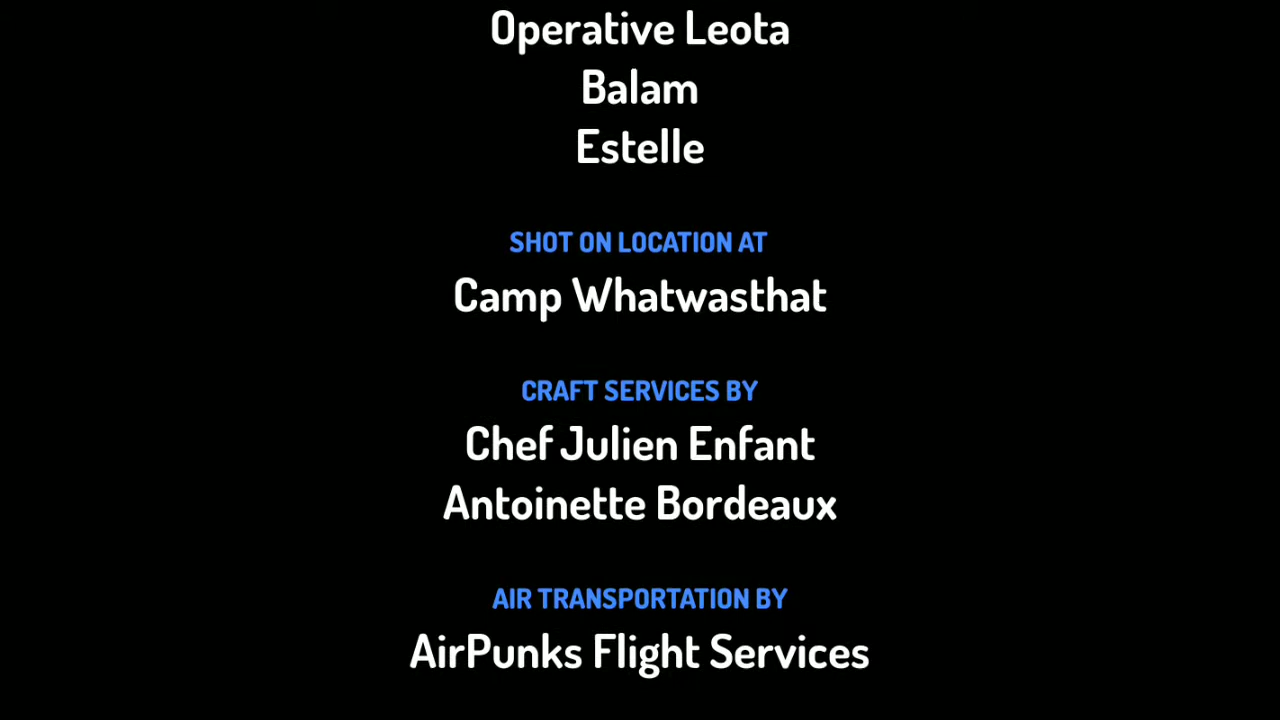 Operative Leota
Balam
Estelle
SHOT ON LOCATION AT
Camp Whatwasthat
CRAFT SERVICES BY
Chef Julien Enfant
Antoinette Bordeaux
AIR TRANSPORTATION BY
AirPunks Flight Services